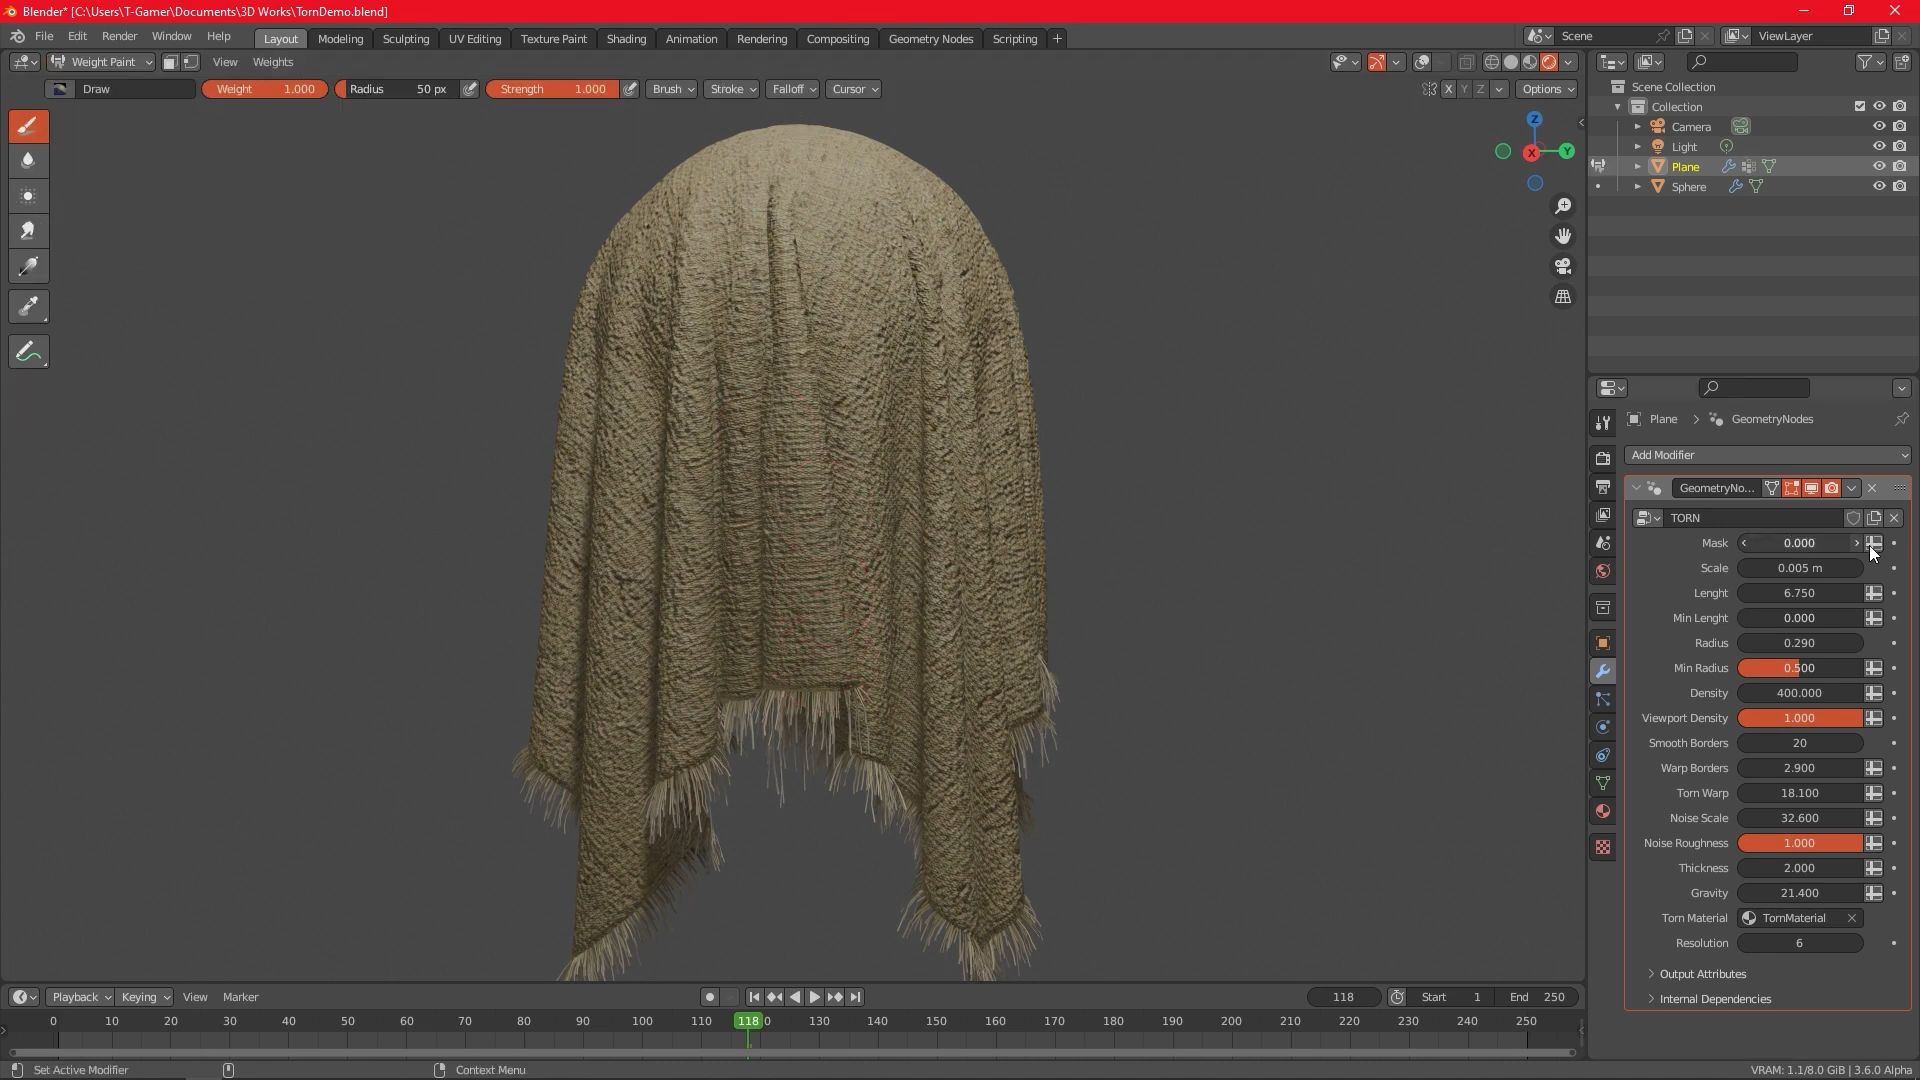 Blender* [C:\Users\T-Gamer\Documents\3D Works\TornDemo.blend]
File Edit Render Window Help Layout Modeling Sculpting UV Editing Texture Paint Shading Animation Rendering Compositing Geometry Nodes Scripting + Scene ViewLayer
Weight Paint View Weights
Draw Weight 1.000 Radius 50 px Strength 1.000 Brush Stroke Falloff Cursor X Y Z Options
Z
X
Y
Scene Collection
Collection
Camera
Light
Plane
Sphere
Plane > GeometryNodes
Add Modifier
GeometryNo...
TORN
Mask 0.000
Scale 0.005 m
Lenght 6.750
Min Lenght 0.000
Radius 0.290
Min Radius 0.500
Density 400.000
Viewport Density 1.000
Smooth Borders 20
Warp Borders 2.900
Torn Warp 18.100
Noise Scale 32.600
Noise Roughness 1.000
Thickness 2.000
Gravity 21.400
Torn Material TornMaterial
Resolution 6
Output Attributes
Internal Dependencies
Playback Keying View Marker 118 Start 1 End 250
0 10 20 30 40 50 60 70 80 90 100 110 118 0 130 140 150 160 170 180 190 200 210 220 230 240 250
Set Active Modifier Context Menu VRAM: 1.1/8.0 GiB | 3.6.0 Alpha